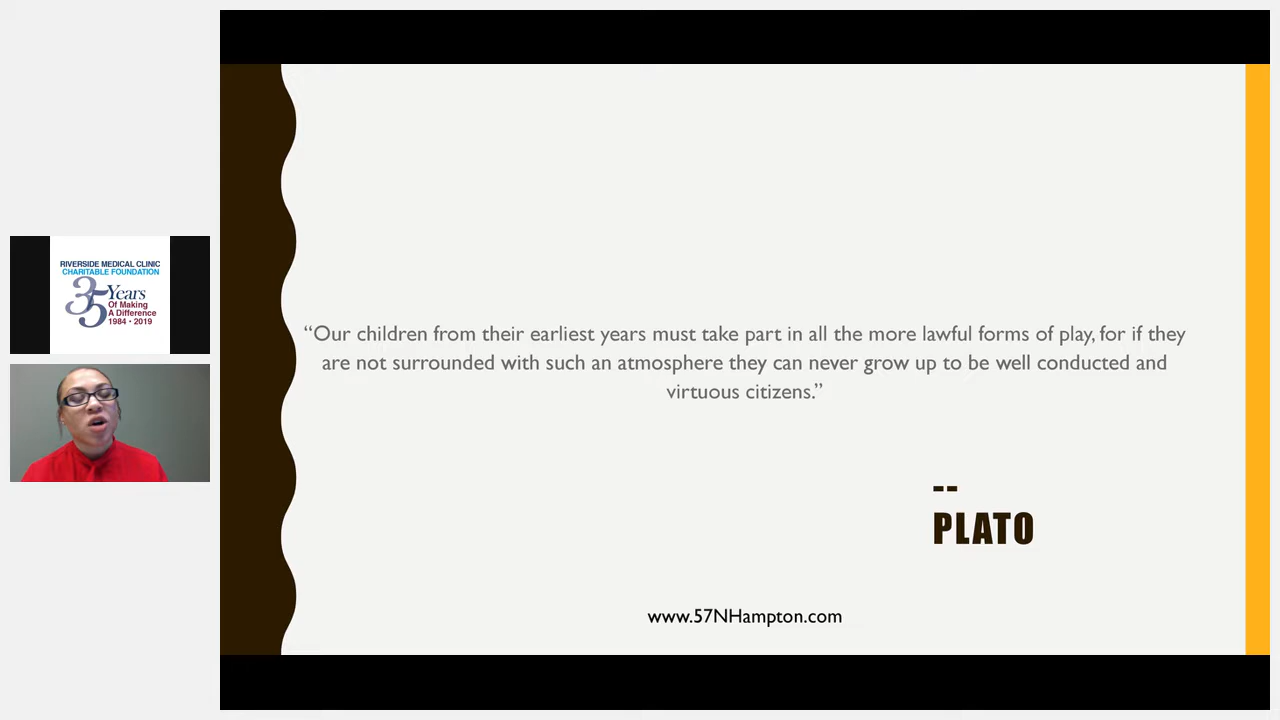 RIVERSIDE MEDICAL CLINIC
CHARITABLE FOUNDATION
35 Years
Of Making
A Difference
1984 • 2019
“Our children from their earliest years must take part in all the more lawful forms of play, for if they
are not surrounded with such an atmosphere they can never grow up to be well conducted and
virtuous citizens.”
--
PLATO
www.57NHampton.com